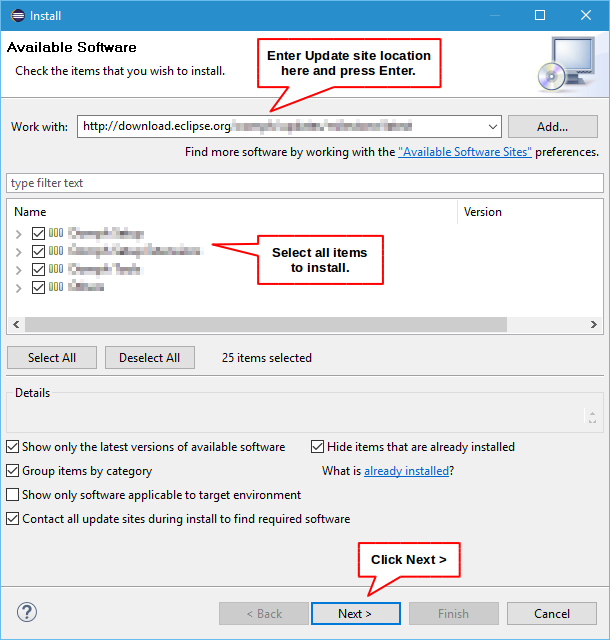 Install
Available Software
Check the items that you wish to install.
Enter Update site location
here and press Enter.
Work with:
http://download.eclipse.org
Add...
Find more software by working with the "Available Software Sites" preferences.
type filter text
Name
Version
Select all items
to install.
Select All
Deselect All
25 items selected
Details
Show only the latest versions of available software
Hide items that are already installed
Group items by category
What is already installed?
Show only software applicable to target environment
Contact all update sites during install to find required software
Click Next >
?
< Back
Next >
Finish
Cancel